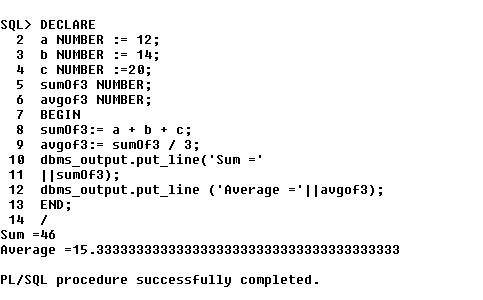 SQL> DECLARE
2 a NUMBER := 12;
3 b NUMBER := 14;
4 c NUMBER :=20;
5 sumOf3 NUMBER;
6 avgof3 NUMBER;
7 BEGIN
8 sumOf3:= a + b + c;
9 avgof3:= sumOf3 / 3;
10 dbms_output.put_line('Sum ='
11 ||sumOf3);
12 dbms_output.put_line ('Average ='||avgof3);
13 END;
14 /
Sum =46
Average =15.33333333333333333333333333333333333333
PL/SQL procedure successfully completed.